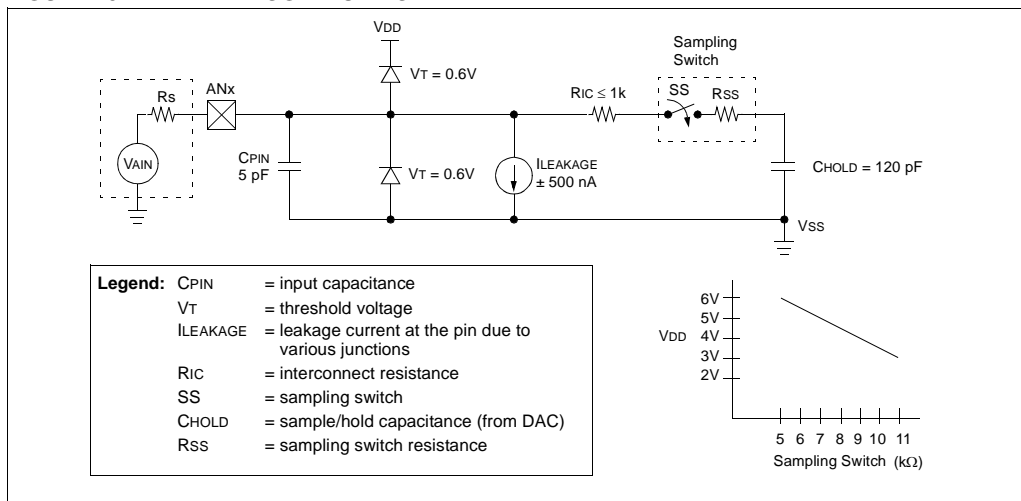 VDD
Sampling
Switch
VT = 0.6V
Rs
ANx
RIC ≤ 1k
SS
RSS
VAIN
CPIN
5 pF
VT = 0.6V
ILEAKAGE
± 500 nA
CHOLD = 120 pF
VSS
Legend: CPIN = input capacitance
VT = threshold voltage
ILEAKAGE = leakage current at the pin due to
various junctions
RIC = interconnect resistance
SS = sampling switch
CHOLD = sample/hold capacitance (from DAC)
RSS = sampling switch resistance
6V
5V
VDD 4V
3V
2V
5 6 7 8 9 10 11
Sampling Switch (kΩ)